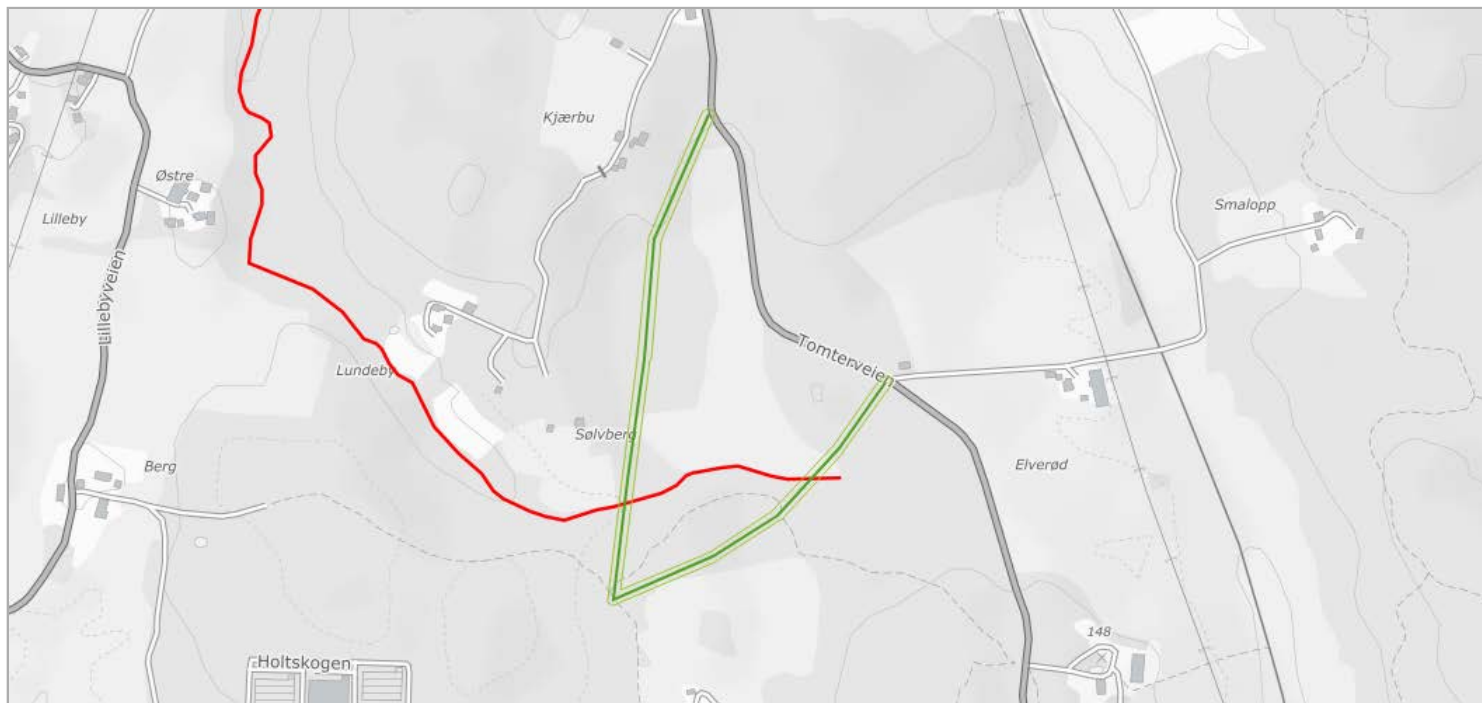 Kjærbu
Østre
Lilleby
Smalopp
Lillebyveien
Tomterveien
Lundeby
Sølvberg
Berg
Elverød
148
Holtskogen